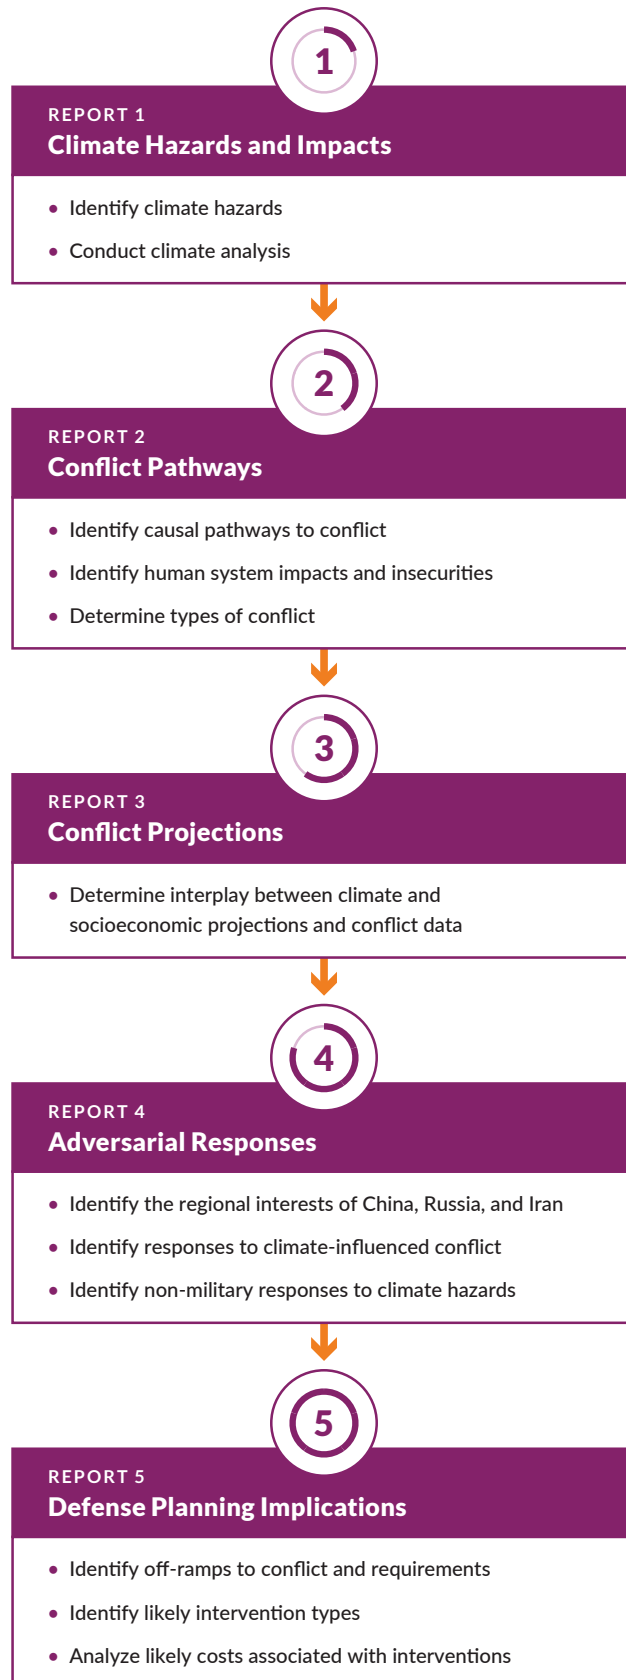 1
REPORT 1
Climate Hazards and Impacts
• Identify climate hazards
• Conduct climate analysis
2
REPORT 2
Conflict Pathways
• Identify causal pathways to conflict
• Identify human system impacts and insecurities
• Determine types of conflict
3
REPORT 3
Conflict Projections
• Determine interplay between climate and
socioeconomic projections and conflict data
4
REPORT 4
Adversarial Responses
• Identify the regional interests of China, Russia, and Iran
• Identify responses to climate-influenced conflict
• Identify non-military responses to climate hazards
5
REPORT 5
Defense Planning Implications
• Identify off-ramps to conflict and requirements
• Identify likely intervention types
• Analyze likely costs associated with interventions